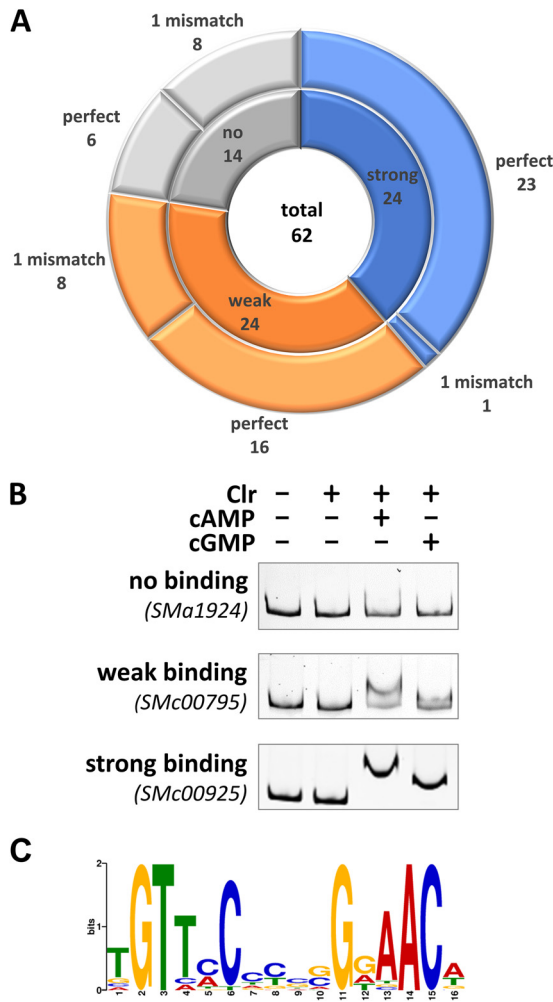 A
1 mismatch
8
perfect
6
no
14
strong
24
perfect
23
total
62
1 mismatch
8
weak
24
1 mismatch
1
perfect
16
B
Clr − + + +
cAMP − − + −
cGMP − − − +
no binding
(SMa1924)
weak binding
(SMc00795)
strong binding
(SMc00925)
C
2
1
bits
0
1 2 3 4 5 6 7 8 9 10 11 12 13 14 15 16